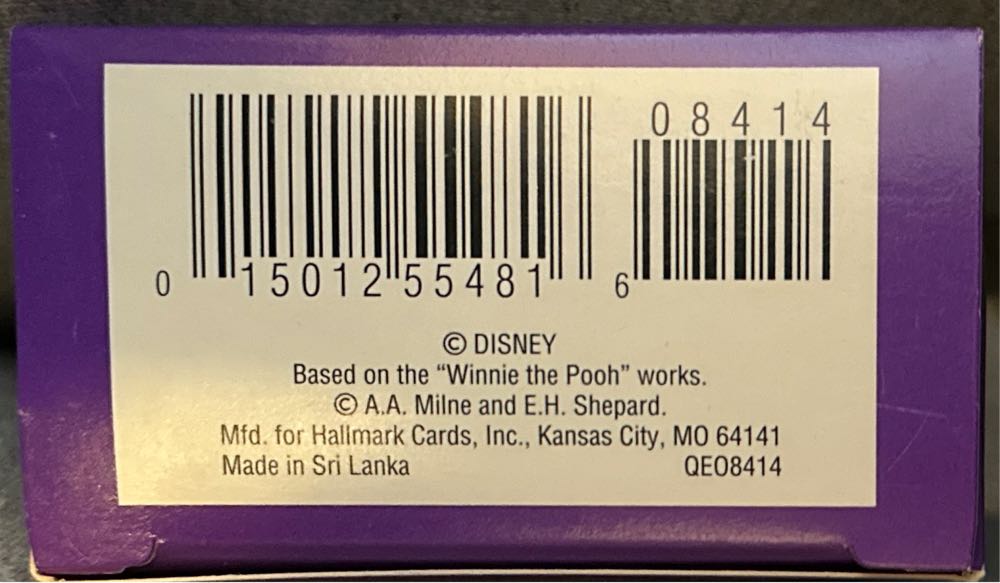 08414
0 15012 55481 6
© DISNEY
Based on the “Winnie the Pooh” works.
© A.A. Milne and E.H. Shepard.
Mfd. for Hallmark Cards, Inc., Kansas City, MO 64141
Made in Sri Lanka QEO8414